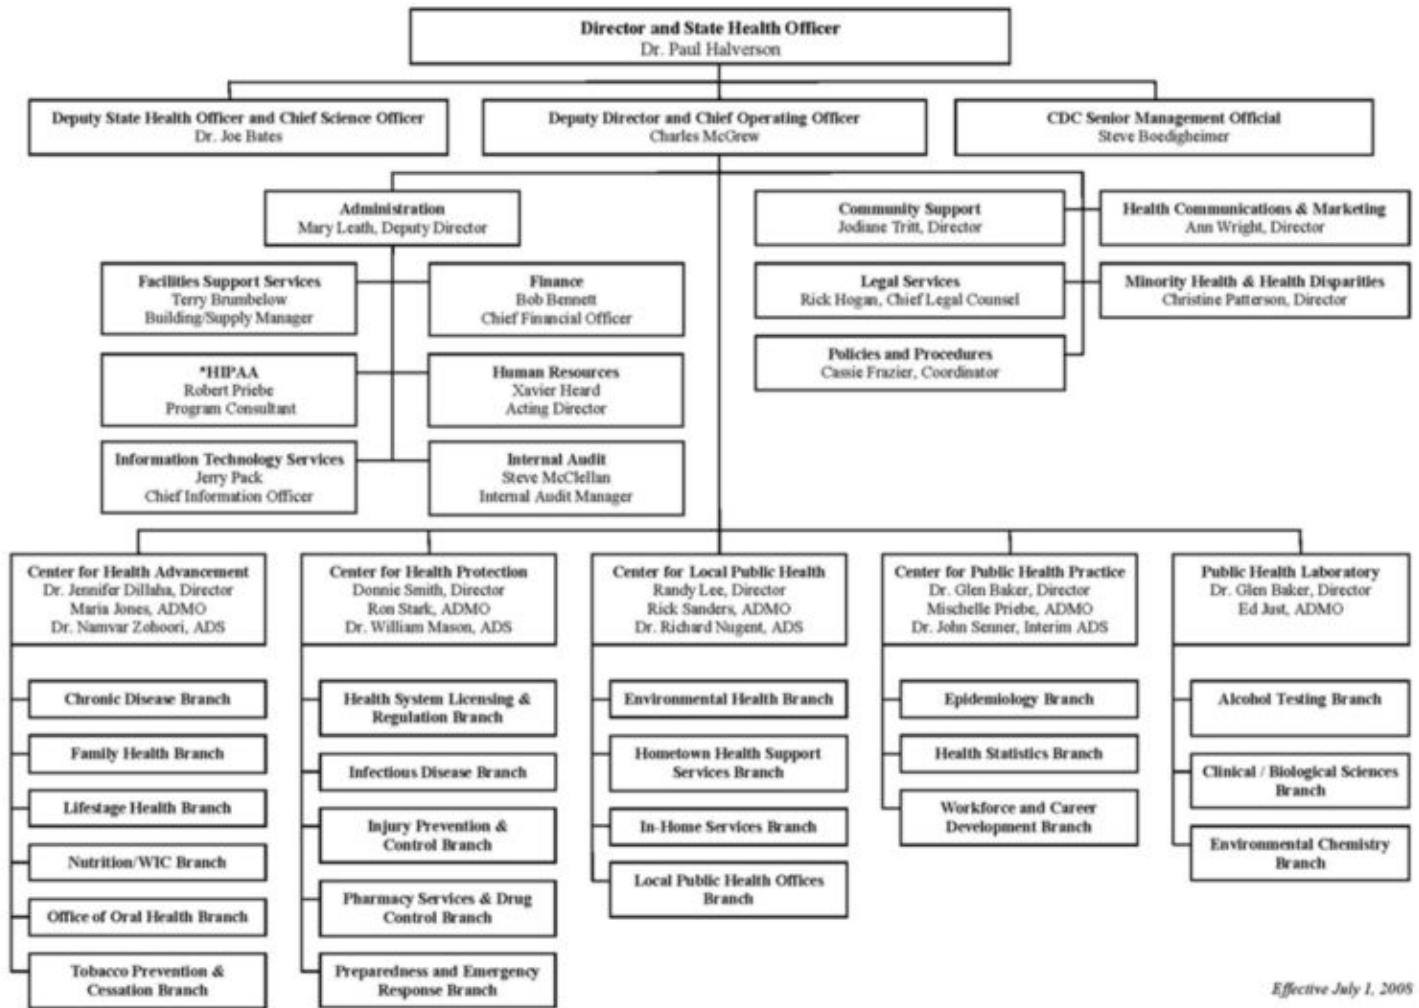 Director and State Health Officer
Dr. Paul Halverson
Deputy State Health Officer and Chief Science Officer
Dr. Joe Bates
Deputy Director and Chief Operating Officer
Charles McGrew
CDC Senior Management Official
Steve Boedigheimer
Administration
Mary Leath, Deputy Director
Community Support
Jodiane Tritt, Director
Health Communications & Marketing
Ann Wright, Director
Facilities Support Services
Terry Brumbelow
Building/Supply Manager
Finance
Bob Bennett
Chief Financial Officer
Legal Services
Rick Hogan, Chief Legal Counsel
Minority Health & Health Disparities
Christine Patterson, Director
*HIPAA
Robert Priebe
Program Consultant
Human Resources
Xavier Heard
Acting Director
Policies and Procedures
Cassie Frazier, Coordinator
Information Technology Services
Jerry Pack
Chief Information Officer
Internal Audit
Steve McClellan
Internal Audit Manager
Center for Health Advancement
Dr. Jennifer Dillaha, Director
Maria Jones, ADMO
Dr. Namvar Zohoori, ADS
Chronic Disease Branch
Family Health Branch
Lifestage Health Branch
Nutrition/WIC Branch
Office of Oral Health Branch
Tobacco Prevention &
Cessation Branch
Center for Health Protection
Donnie Smith, Director
Ron Stark, ADMO
Dr. William Mason, ADS
Health System Licensing &
Regulation Branch
Infectious Disease Branch
Injury Prevention &
Control Branch
Pharmacy Services & Drug
Control Branch
Preparedness and Emergency
Response Branch
Center for Local Public Health
Randy Lee, Director
Rick Sanders, ADMO
Dr. Richard Nugent, ADS
Environmental Health Branch
Hometown Health Support
Services Branch
In-Home Services Branch
Local Public Health Offices
Branch
Center for Public Health Practice
Dr. Glen Baker, Director
Mischelle Priebe, ADMO
Dr. John Senner, Interim ADS
Epidemiology Branch
Health Statistics Branch
Workforce and Career
Development Branch
Public Health Laboratory
Dr. Glen Baker, Director
Ed Just, ADMO
Alcohol Testing Branch
Clinical / Biological Sciences
Branch
Environmental Chemistry
Branch
Effective July 1, 2008